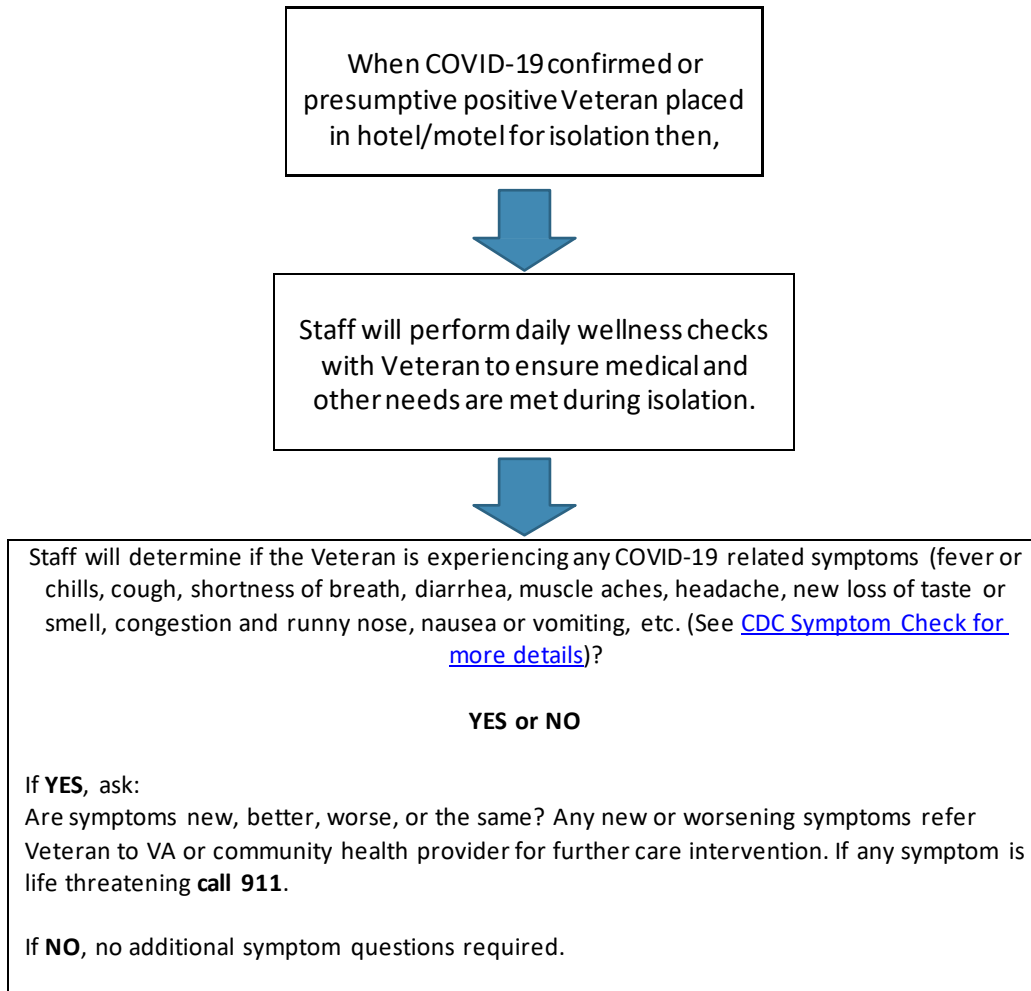 When COVID-19 confirmed or
presumptive positive Veteran placed
in hotel/motel for isolation then,
Staff will perform daily wellness checks
with Veteran to ensure medical and
other needs are met during isolation.
Staff will determine if the Veteran is experiencing any COVID-19 related symptoms (fever or
chills, cough, shortness of breath, diarrhea, muscle aches, headache, new loss of taste or
smell, congestion and runny nose, nausea or vomiting, etc. (See CDC Symptom Check for
more details)?
YES or NO
If YES, ask:
Are symptoms new, better, worse, or the same? Any new or worsening symptoms refer
Veteran to VA or community health provider for further care intervention. If any symptom is
life threatening call 911.
If NO, no additional symptom questions required.